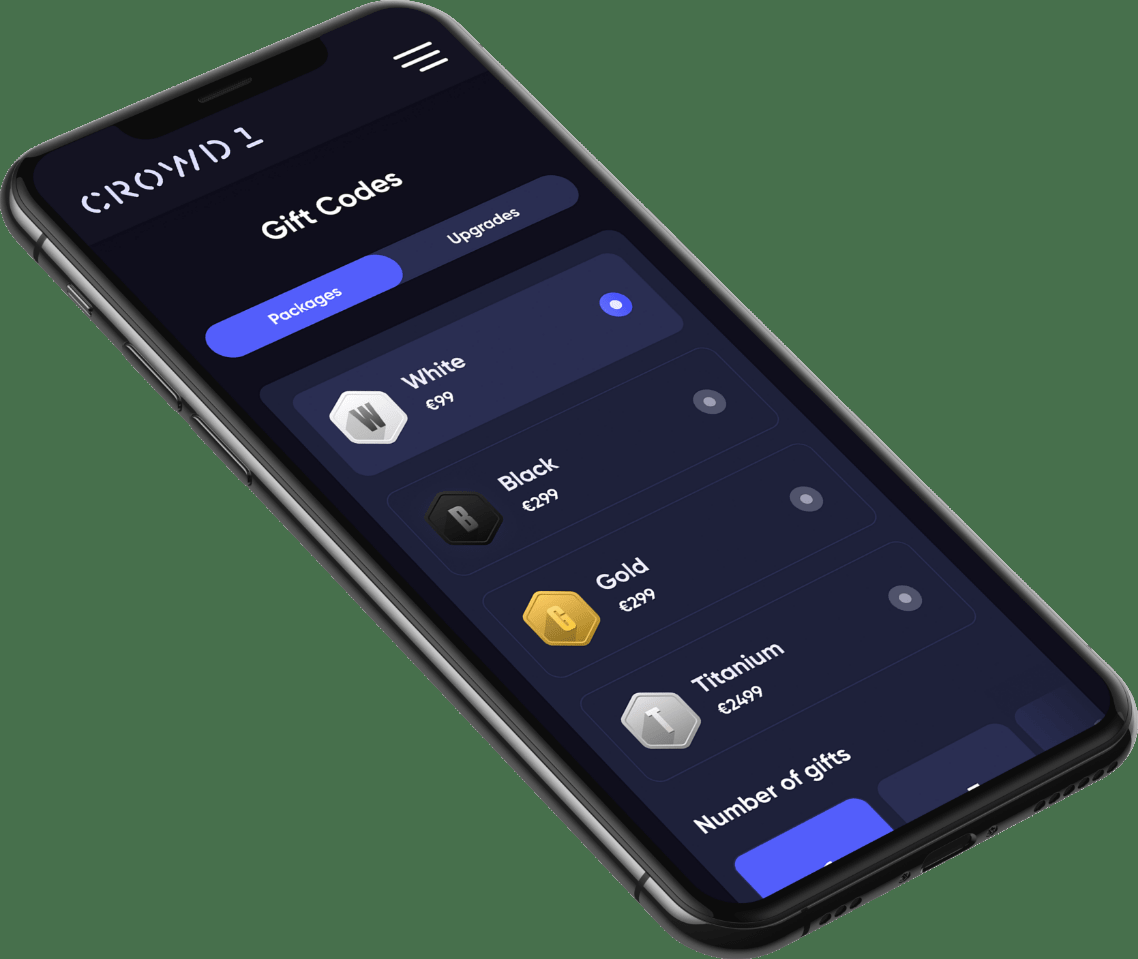 CROWD 1
Gift Codes
Packages
Upgrades
W
White
€99
B
Black
€299
G
Gold
€299
T
Titanium
€2499
Number of gifts